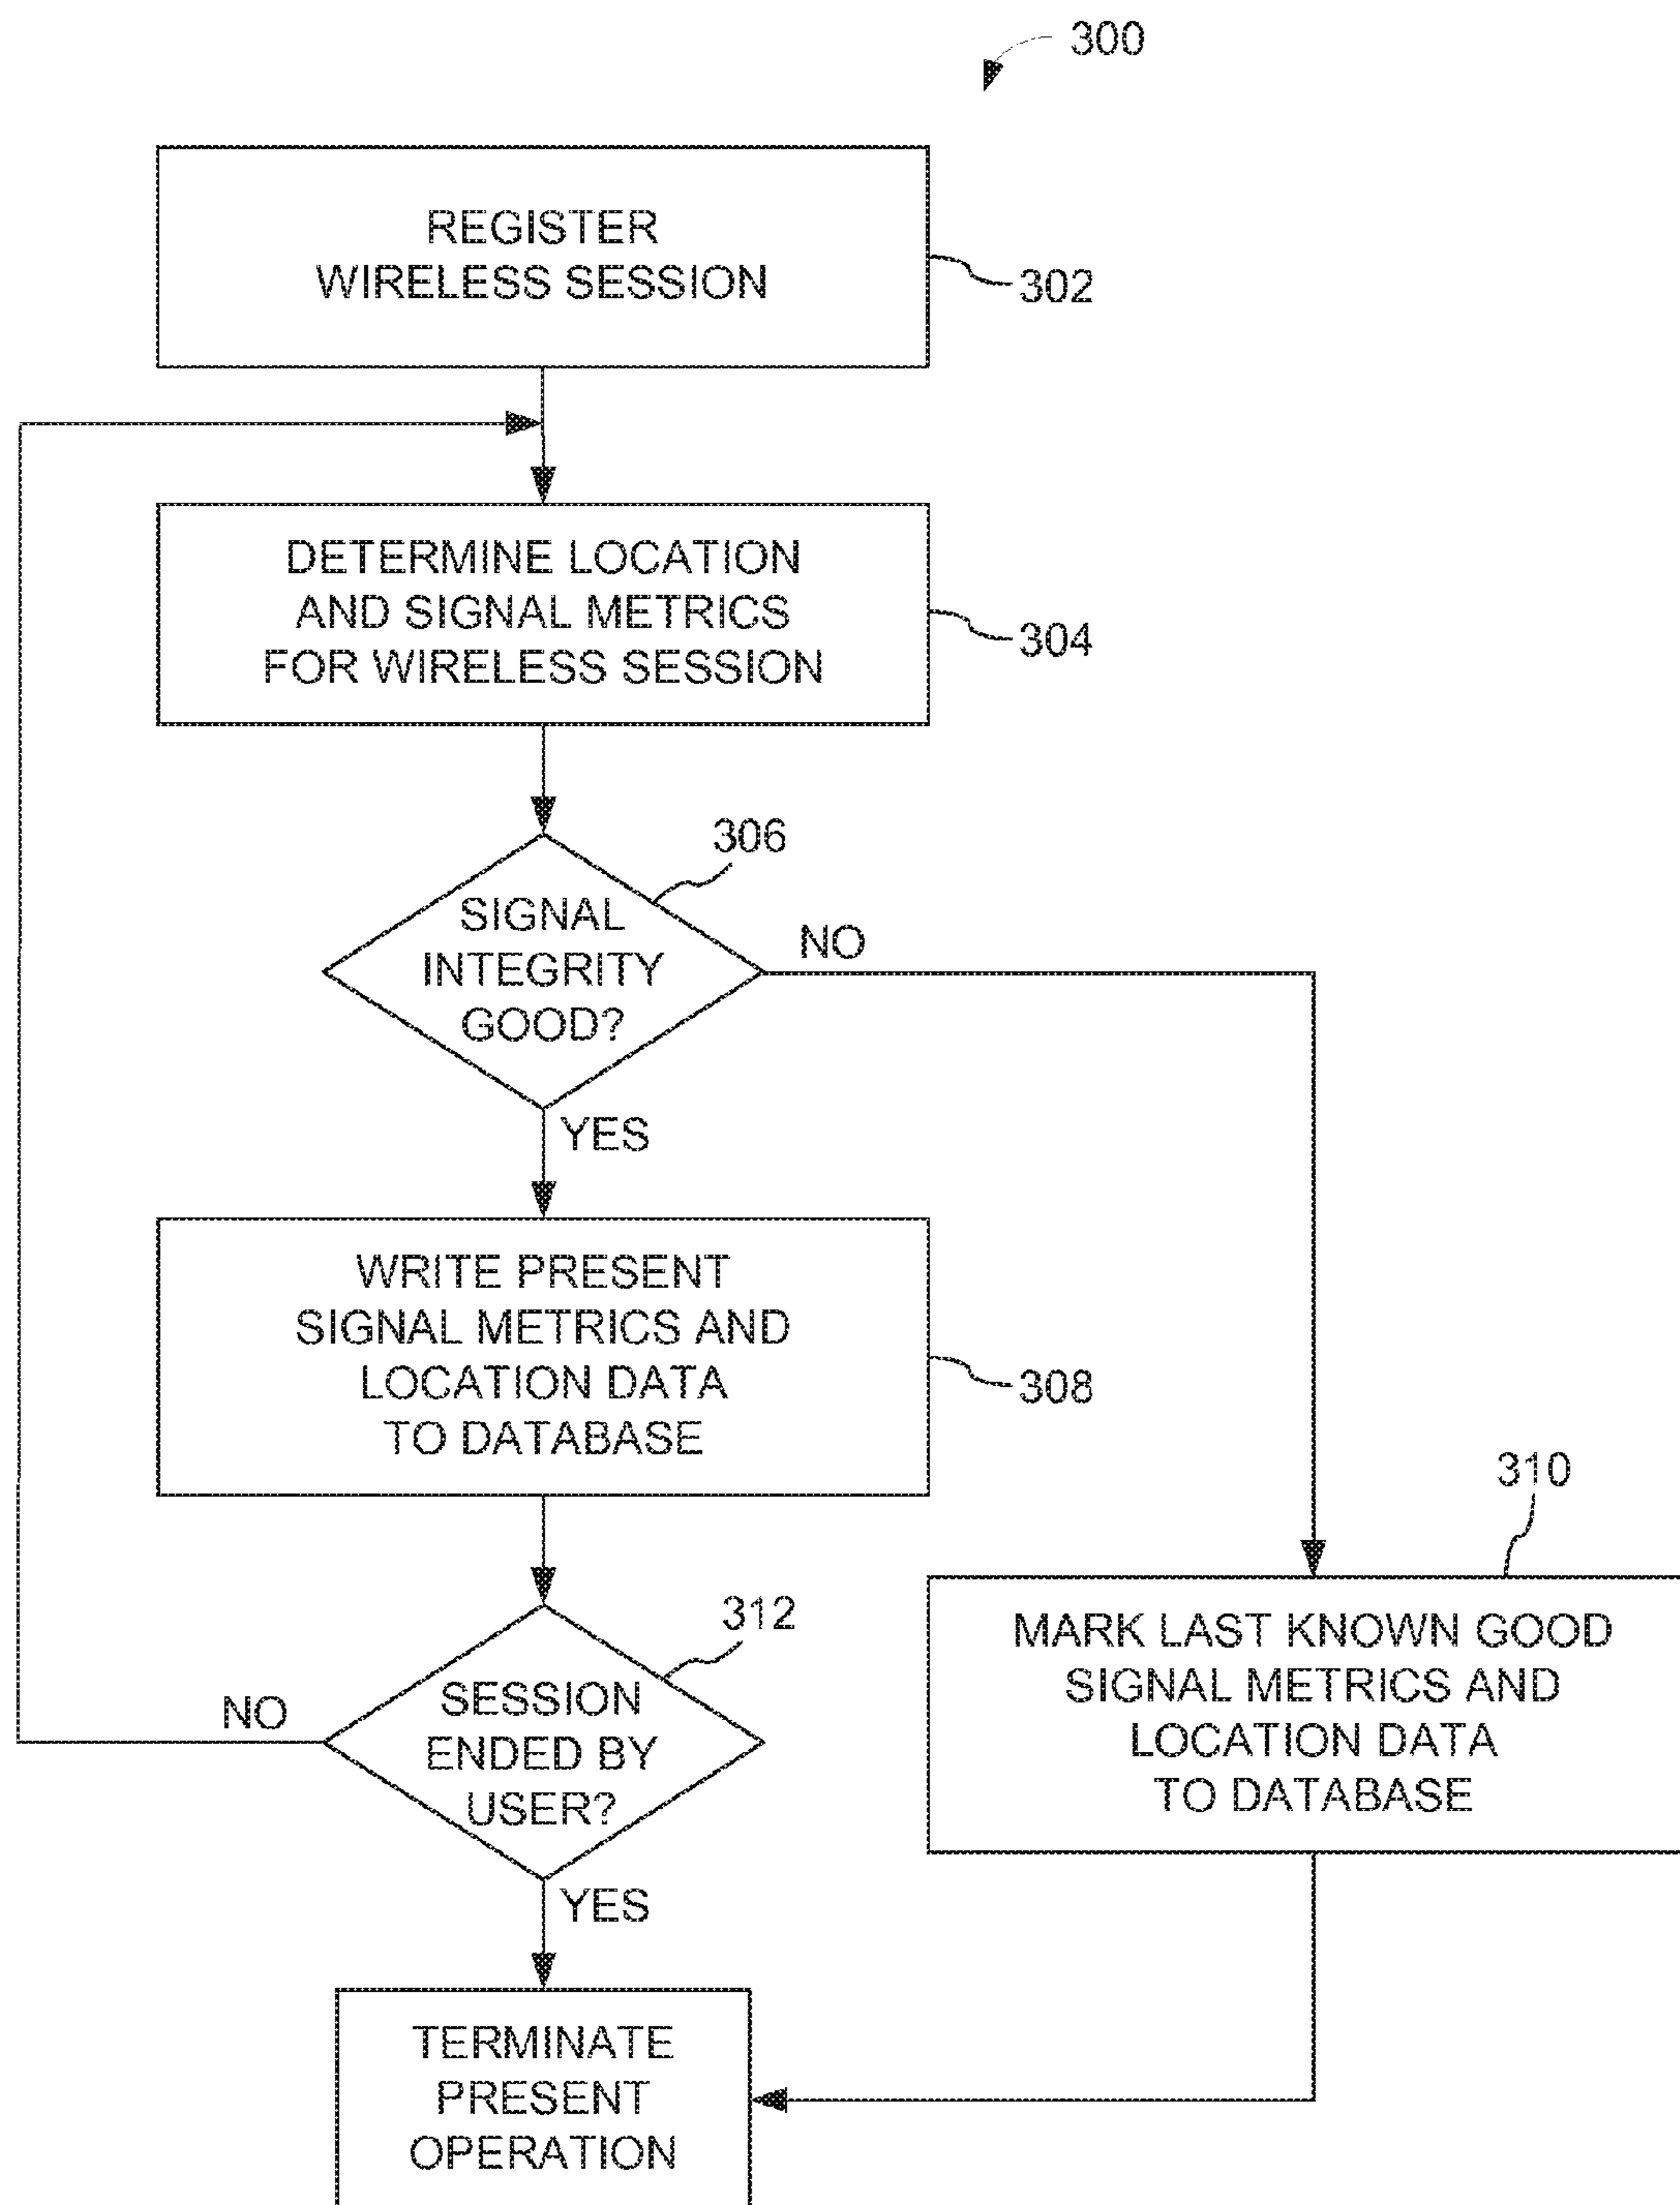 300
REGISTER
WIRELESS SESSION
302
DETERMINE LOCATION
AND SIGNAL METRICS
FOR WIRELESS SESSION
304
306
SIGNAL
INTEGRITY
GOOD?
NO
YES
WRITE PRESENT
SIGNAL METRICS AND
LOCATION DATA
TO DATABASE
308
310
MARK LAST KNOWN GOOD
SIGNAL METRICS AND
LOCATION DATA
TO DATABASE
312
SESSION
ENDED BY
USER?
NO
YES
TERMINATE
PRESENT
OPERATION